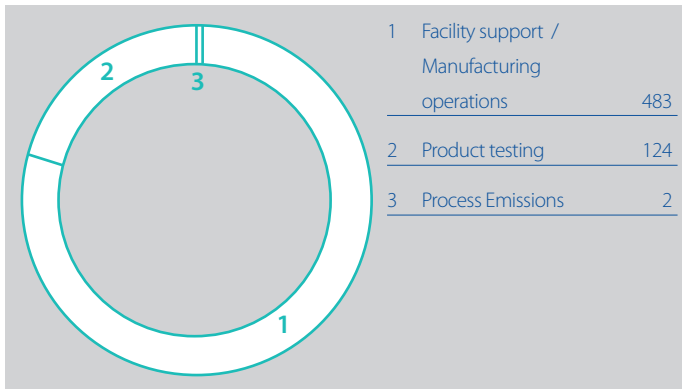 2
3
1
1 Facility support /
Manufacturing
operations 483
2 Product testing 124
3 Process Emissions 2